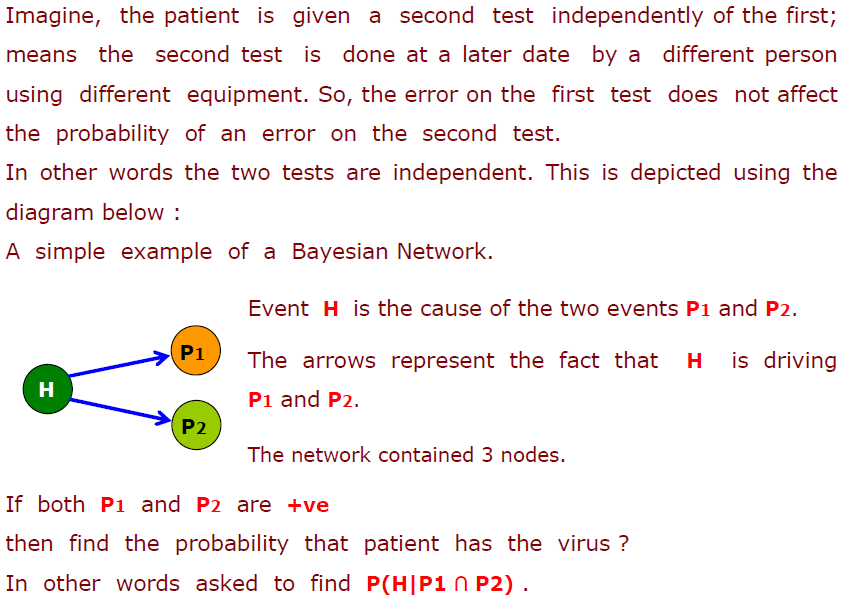 Imagine, the patient is given a second test independently of the first;
means the second test is done at a later date by a different person
using different equipment. So, the error on the first test does not affect
the probability of an error on the second test.
In other words the two tests are independent. This is depicted using the
diagram below :
A simple example of a Bayesian Network.
Event H is the cause of the two events P1 and P2.
P1
The arrows represent the fact that H is driving
H
P1 and P2.
P2
The network contained 3 nodes.
If both P1 and P2 are +ve
then find the probability that patient has the virus ?
In other words asked to find P(H|P1 ∩ P2) .